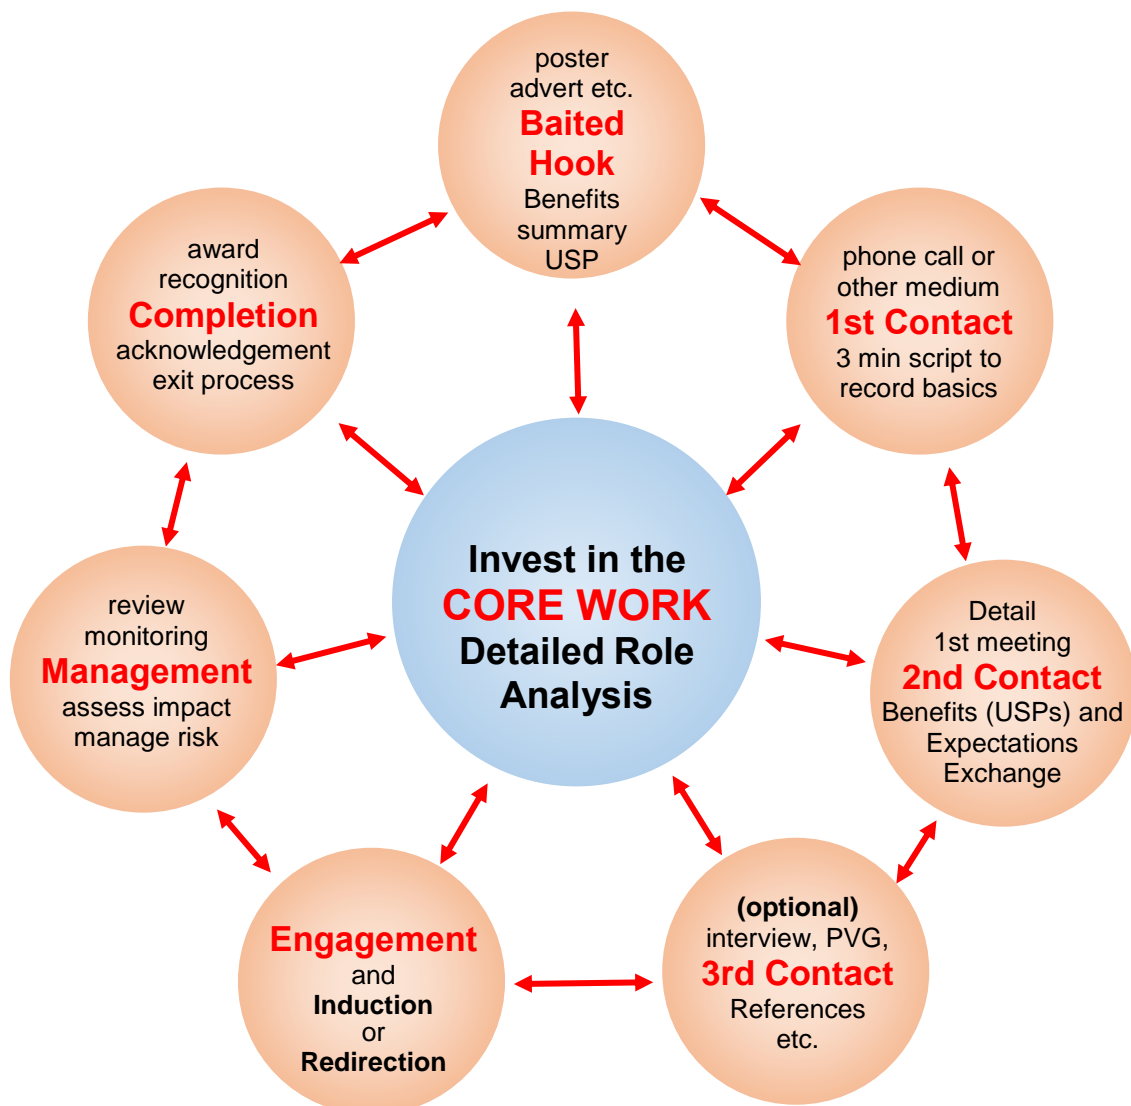 poster
advert etc.
Baited
Hook
Benefits
summary
USP
phone call or
other medium
1st Contact
3 min script to
record basics
Detail
1st meeting
2nd Contact
Benefits (USPs) and
Expectations
Exchange
(optional)
interview, PVG,
3rd Contact
References
etc.
Engagement
and
Induction
or
Redirection
review
monitoring
Management
assess impact
manage risk
award
recognition
Completion
acknowledgement
exit process
Invest in the
CORE WORK
Detailed Role
Analysis